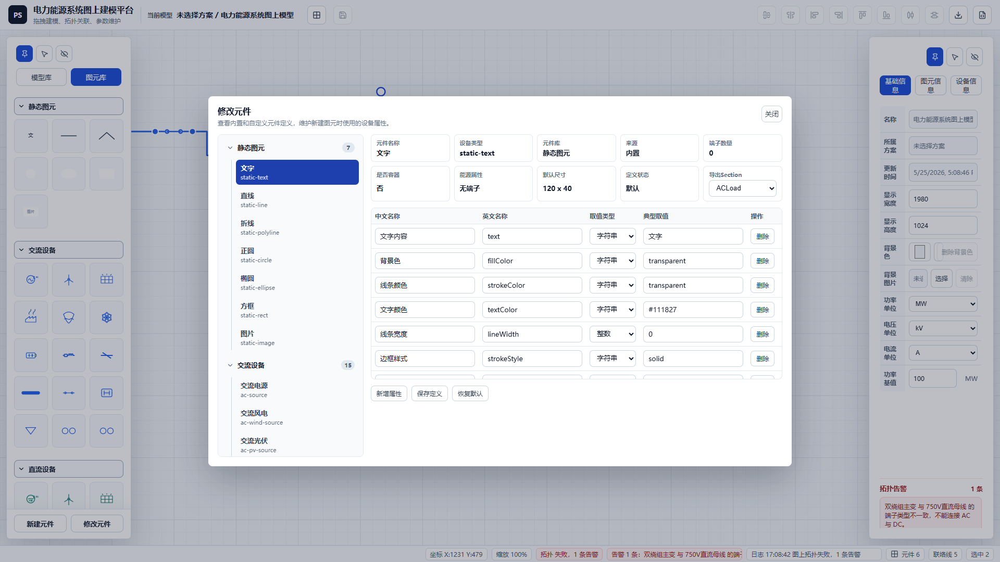 PS
电力能源系统图上建模平台
拖拽建模、拓扑关联、参数维护
当前模型 未选择方案 / 电力能源系统图上模型
模型库
图元库
静态图元
文
图片
交流设备
直流设备
新建元件
修改元件
修改元件
查看内置和自定义元件定义，维护新建图元时使用的设备属性。
关闭
静态图元 7
文字
static-text
直线
static-line
折线
static-polyline
正圆
static-circle
椭圆
static-ellipse
方框
static-rect
图片
static-image
交流设备 15
交流电源
ac-source
交流风电
ac-wind-source
交流光伏
ac-pv-source
元件名称
文字
设备类型
static-text
元件库
静态图元
来源
内置
端子数量
0
是否容器
否
能源属性
无端子
默认尺寸
120 x 40
定义状态
默认
导出Section
ACLoad
中文名称 英文名称 取值类型 典型取值 操作
文字内容 text 字符串 文字 删除
背景色 fillColor 字符串 transparent 删除
线条颜色 strokeColor 字符串 transparent 删除
文字颜色 textColor 字符串 #111827 删除
线条宽度 lineWidth 整数 0 删除
边框样式 strokeStyle 字符串 solid 删除
新增属性 保存定义 恢复默认
基础信息
图元信息
设备信息
名称 电力能源系统图上模型
所属方案 未选择方案
更新时间 5/25/2026, 5:08:46
显示宽度 1980
显示高度 1024
背景色 删除背景色
背景图片 未 选择 清除
功率单位 MW
电压单位 kV
电流单位 A
功率基值 100 MW
拓扑告警 1 条
双绕组主变 与 750V直流母线 的
端子类型不一致，不能连接 AC
与 DC。
坐标 X:1231 Y:479
缩放 100%
拓扑 失败，1 条告警
告警 1 条：双绕组主变 与 750V直流母线 的端
日志 17:08:42 图上拓扑失败，1 条告警
元件 6
联络线 5
选中 2